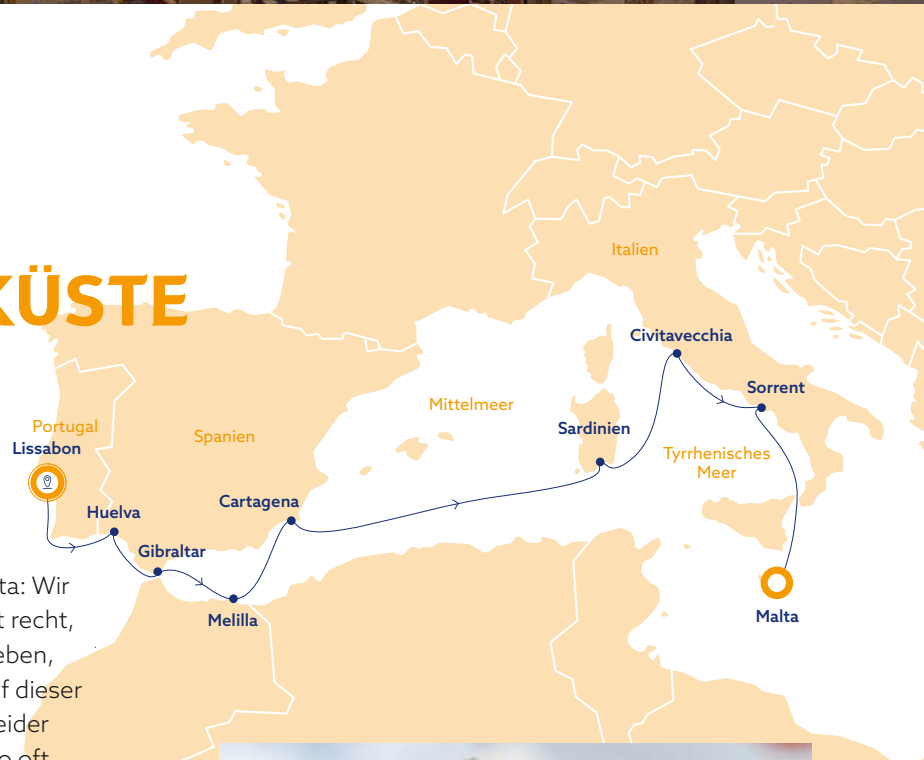 Italien
KÜSTE
Civitavecchia
Sorrent
Mittelmeer
Portugal
Sardinien
Spanien
Lissabon
Tyrrhenisches
Meer
Cartagena
Huelva
Gibraltar
ta: Wir
Malta
Melilla
t recht,
eben,
f dieser
eider
oft